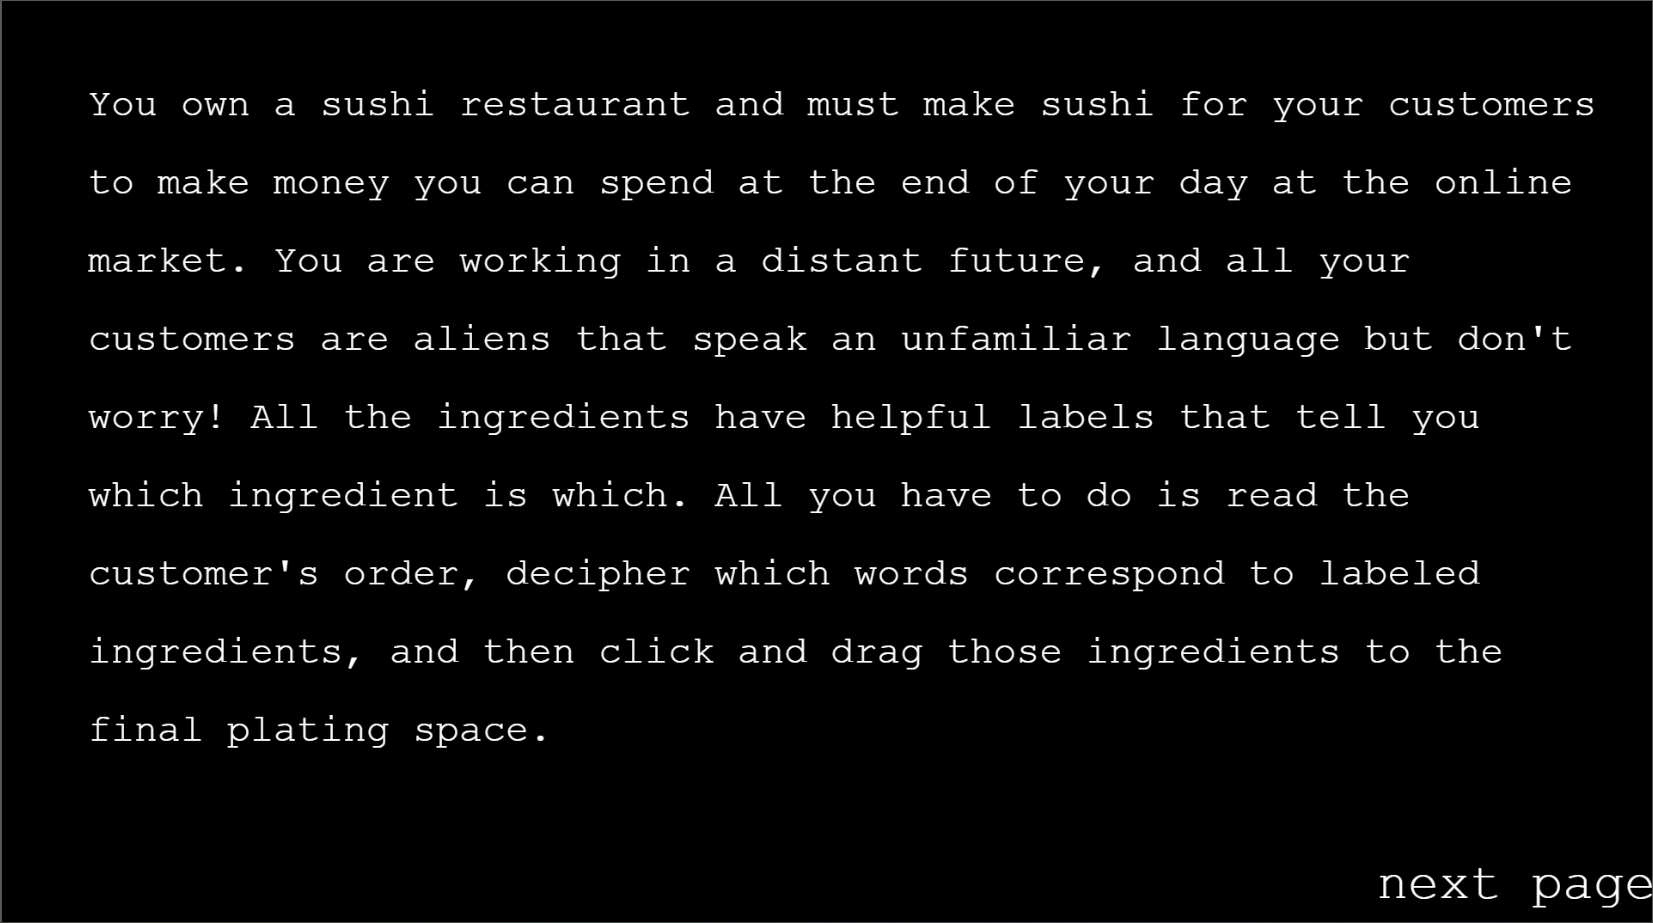 You own a sushi restaurant and must make sushi for your customers
to make money you can spend at the end of your day at the online
market. You are working in a distant future, and all your
customers are aliens that speak an unfamiliar language but don't
worry! All the ingredients have helpful labels that tell you
which ingredient is which. All you have to do is read the
customer's order, decipher which words correspond to labeled
ingredients, and then click and drag those ingredients to the
final plating space.
next page